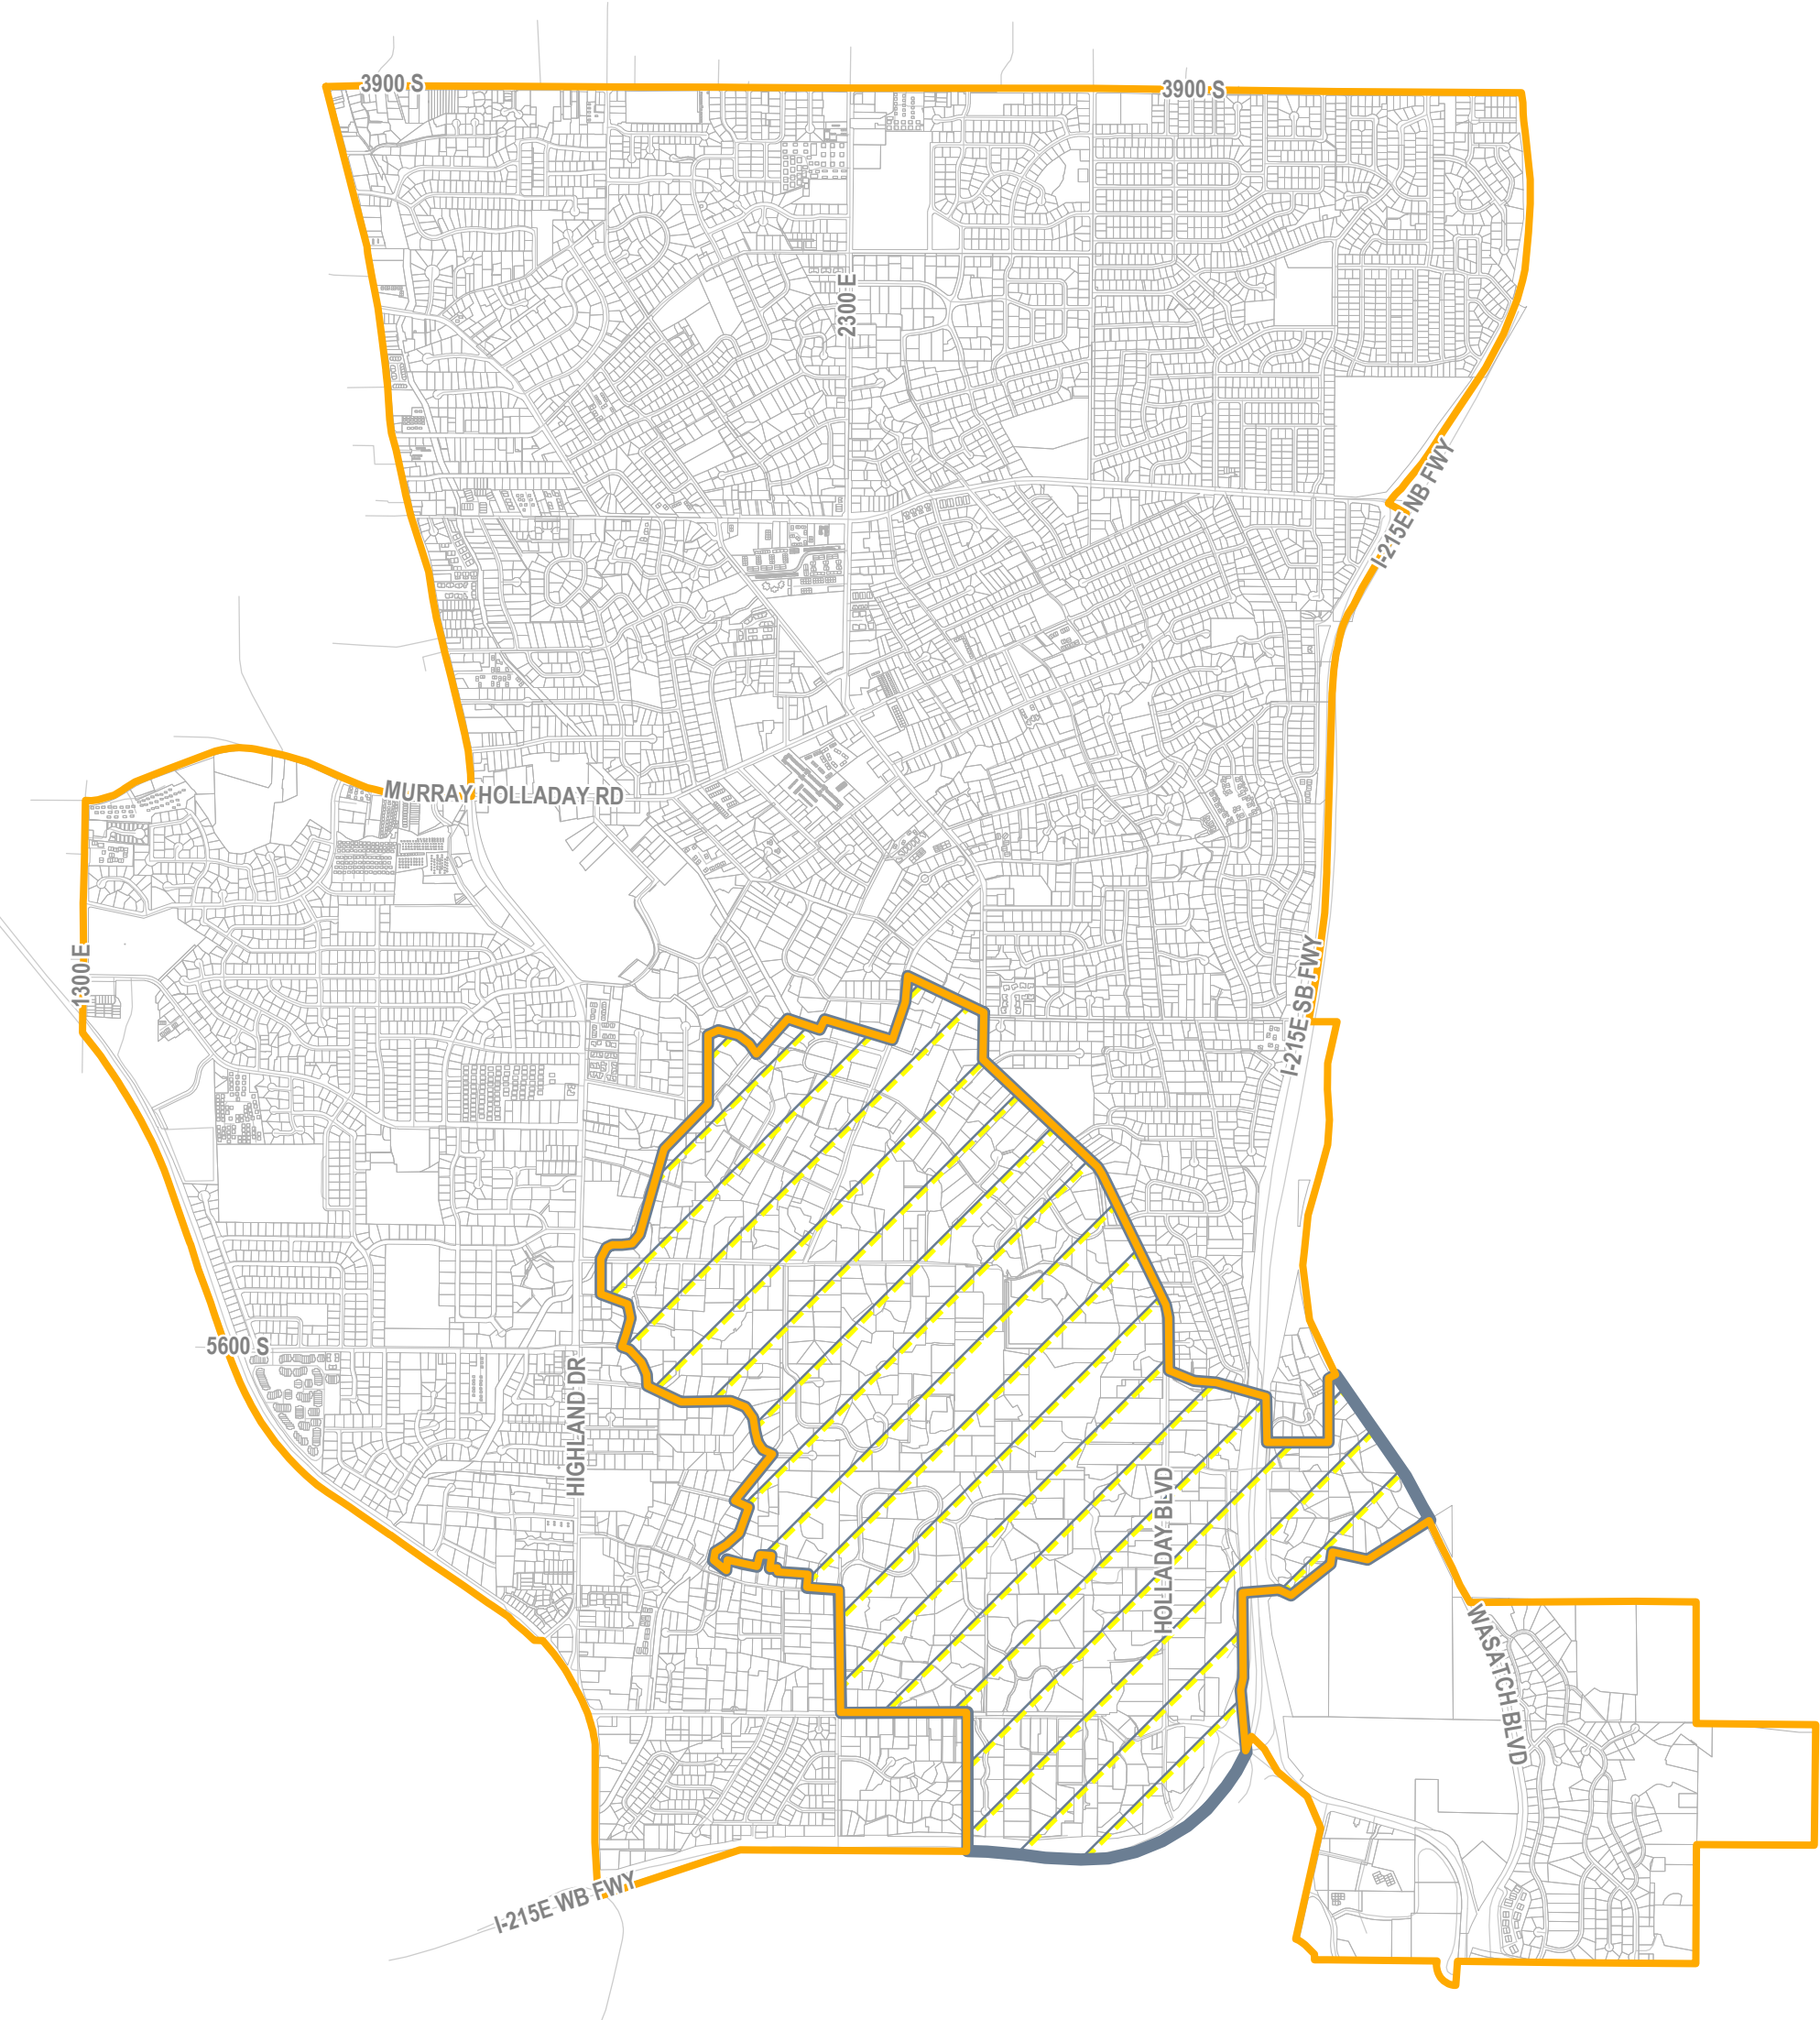 3900 S
3900 S
2300 E
I-215E NB FWY
MURRAY HOLLADAY RD
1300 E
I-215E SB FWY
5600 S
HIGHLAND DR
HOLLADAY BLVD
WASATCH BLVD
I-215E WB FWY